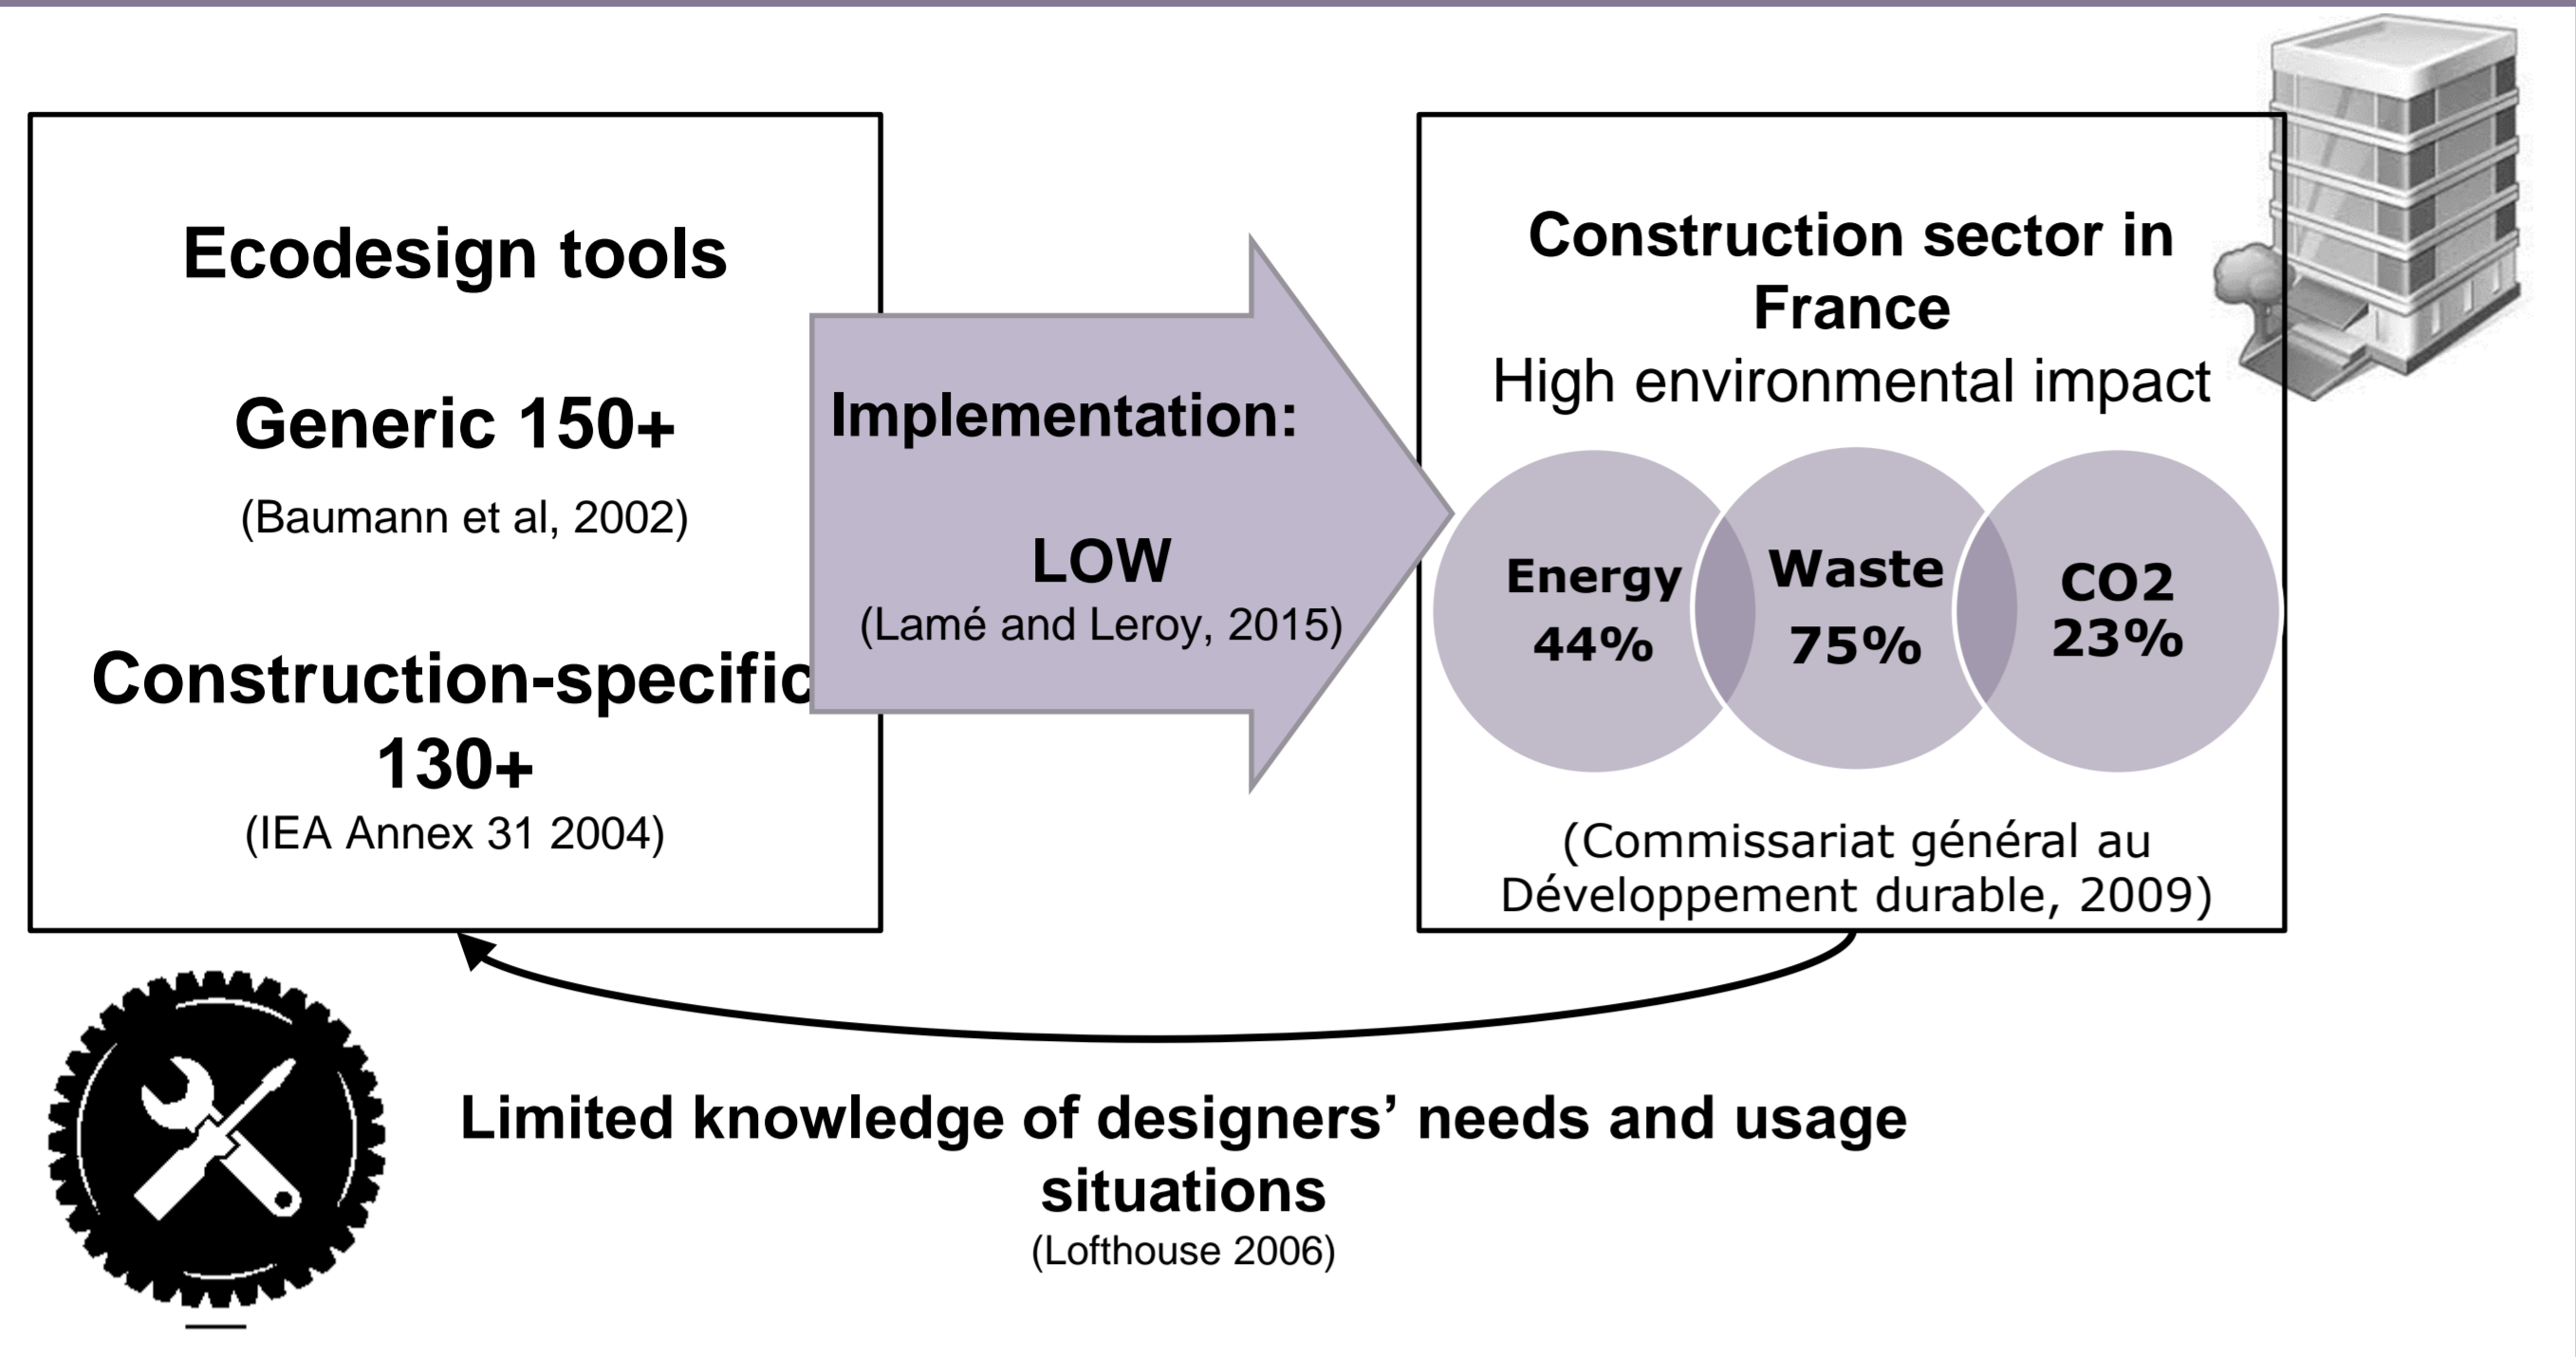 Ecodesign tools
Generic 150+
(Baumann et al, 2002)
Construction-specific
130+
(IEA Annex 31 2004)
Implementation:
LOW
(Lamé and Leroy, 2015)
Construction sector in
France
High environmental impact
Energy
44%
Waste
75%
CO2
23%
(Commissariat général au
Développement durable, 2009)
Limited knowledge of designers’ needs and usage
situations
(Lofthouse 2006)